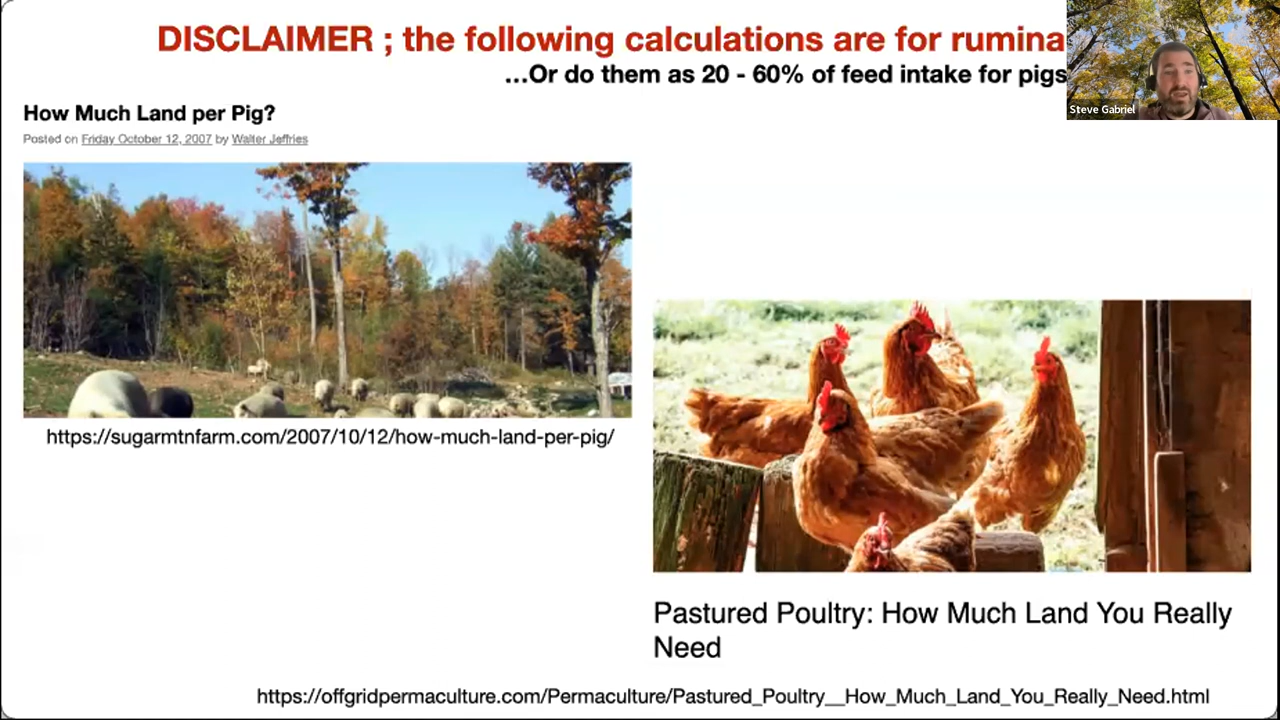 DISCLAIMER ; the following calculations are for rumina
...Or do them as 20 - 60% of feed intake for pigs
Steve Gabriel
How Much Land per Pig?
Posted on Friday October 12, 2007 by Walter Jeffries
https://sugarmtnfarm.com/2007/10/12/how-much-land-per-pig/
Pastured Poultry: How Much Land You Really
Need
https://offgridpermaculture.com/Permaculture/Pastured_Poultry__How_Much_Land_You_Really_Need.html